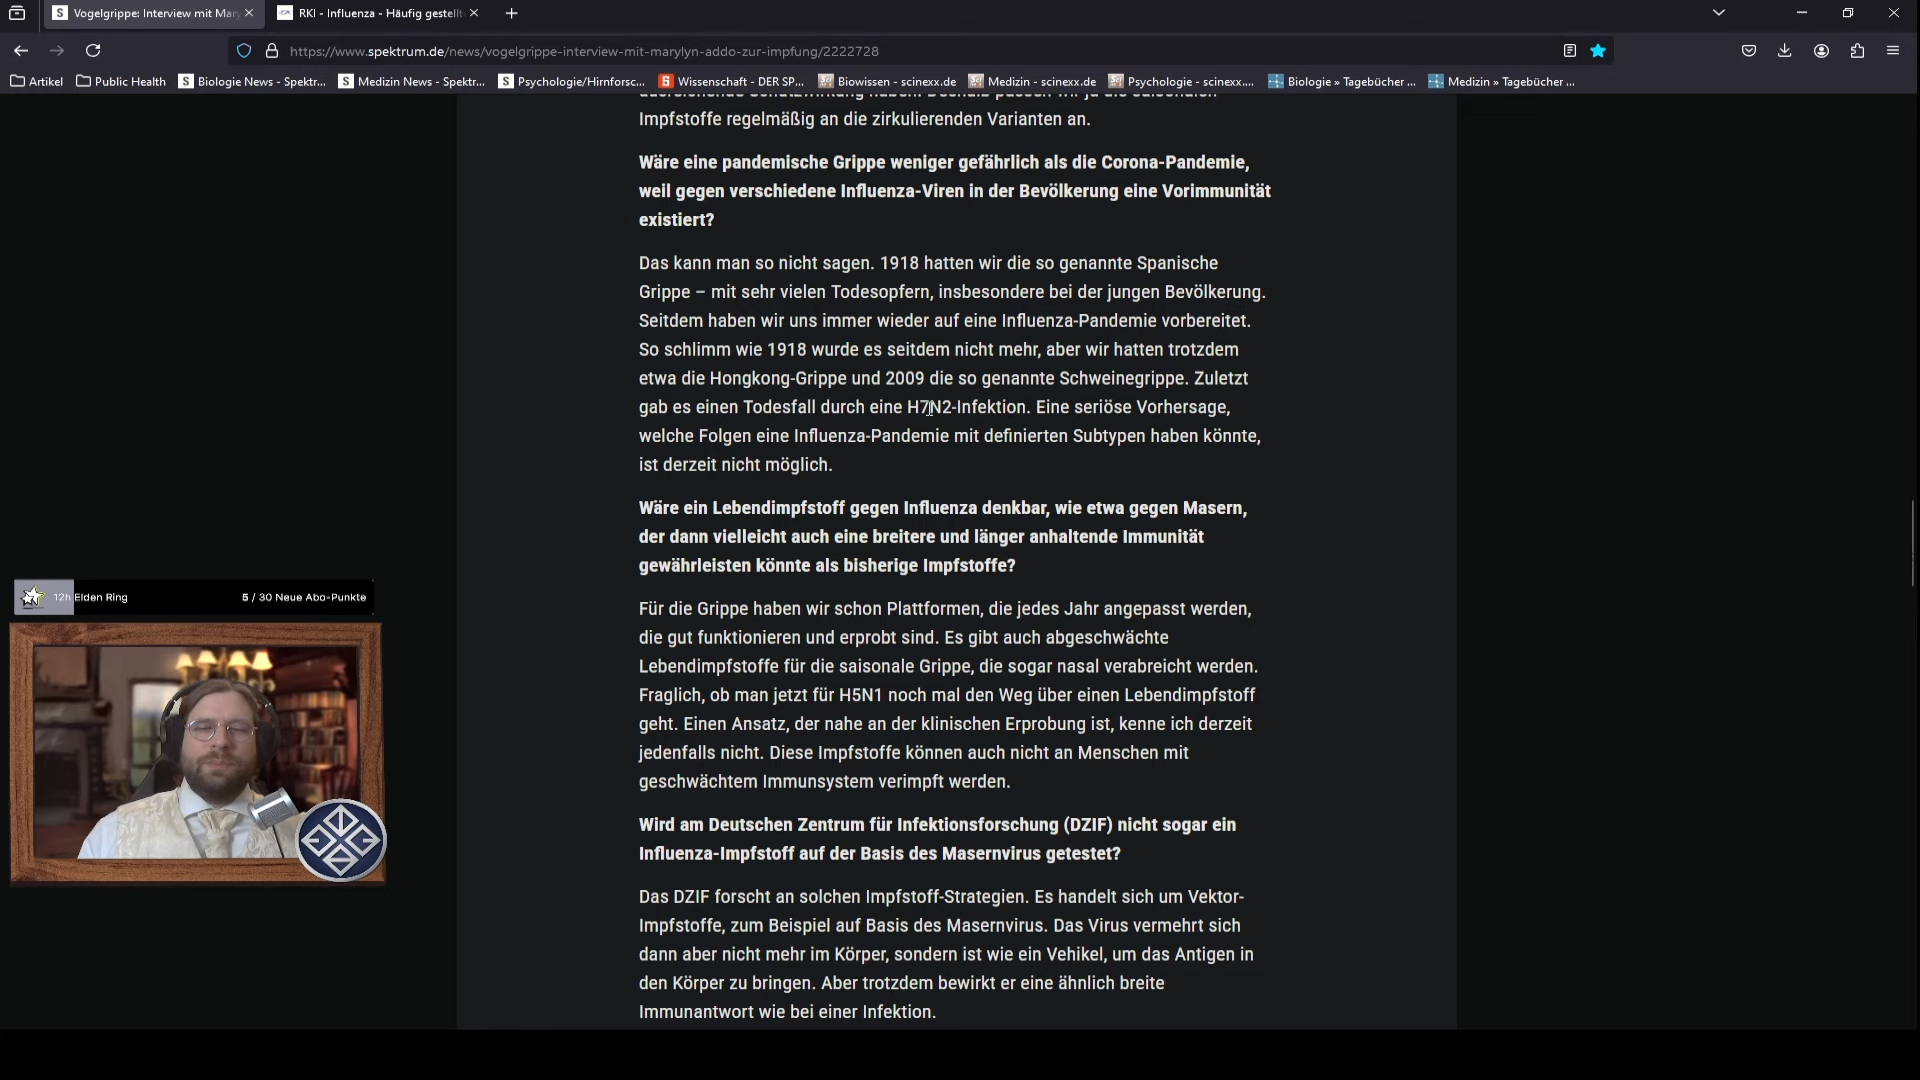 Vogelgrippe: Interview mit Mar
RKI - Influenza - Häufig gestellt
https://www.spektrum.de/news/vogelgrippe-interview-mit-marylyn-addo-zur-impfung/2222728
Artikel
Public Health
Biologie News - Spektr...
Medizin News - Spektr...
Psychologie/Hirnforsc...
Wissenschaft - DER SP...
Biowissen - scinexx.de
Medizin - scinexx.de
Psychologie - scinexx....
Biologie » Tagebücher ...
Medizin » Tagebücher ...
Impfstoffe regelmäßig an die zirkulierenden Varianten an.
Wäre eine pandemische Grippe weniger gefährlich als die Corona-Pandemie,
weil gegen verschiedene Influenza-Viren in der Bevölkerung eine Vorimmunität
existiert?
Das kann man so nicht sagen. 1918 hatten wir die so genannte Spanische
Grippe – mit sehr vielen Todesopfern, insbesondere bei der jungen Bevölkerung.
Seitdem haben wir uns immer wieder auf eine Influenza-Pandemie vorbereitet.
So schlimm wie 1918 wurde es seitdem nicht mehr, aber wir hatten trotzdem
etwa die Hongkong-Grippe und 2009 die so genannte Schweinegrippe. Zuletzt
gab es einen Todesfall durch eine H7N2-Infektion. Eine seriöse Vorhersage,
welche Folgen eine Influenza-Pandemie mit definierten Subtypen haben könnte,
ist derzeit nicht möglich.
Wäre ein Lebendimpfstoff gegen Influenza denkbar, wie etwa gegen Masern,
der dann vielleicht auch eine breitere und länger anhaltende Immunität
gewährleisten könnte als bisherige Impfstoffe?
Für die Grippe haben wir schon Plattformen, die jedes Jahr angepasst werden,
die gut funktionieren und erprobt sind. Es gibt auch abgeschwächte
Lebendimpfstoffe für die saisonale Grippe, die sogar nasal verabreicht werden.
Fraglich, ob man jetzt für H5N1 noch mal den Weg über einen Lebendimpfstoff
geht. Einen Ansatz, der nahe an der klinischen Erprobung ist, kenne ich derzeit
jedenfalls nicht. Diese Impfstoffe können auch nicht an Menschen mit
geschwächtem Immunsystem verimpft werden.
Wird am Deutschen Zentrum für Infektionsforschung (DZIF) nicht sogar ein
Influenza-Impfstoff auf der Basis des Masernvirus getestet?
Das DZIF forscht an solchen Impfstoff-Strategien. Es handelt sich um Vektor-
Impfstoffe, zum Beispiel auf Basis des Masernvirus. Das Virus vermehrt sich
dann aber nicht mehr im Körper, sondern ist wie ein Vehikel, um das Antigen in
den Körper zu bringen. Aber trotzdem bewirkt er eine ähnlich breite
Immunantwort wie bei einer Infektion.
12h Elden Ring
5 / 30 Neue Abo-Punkte